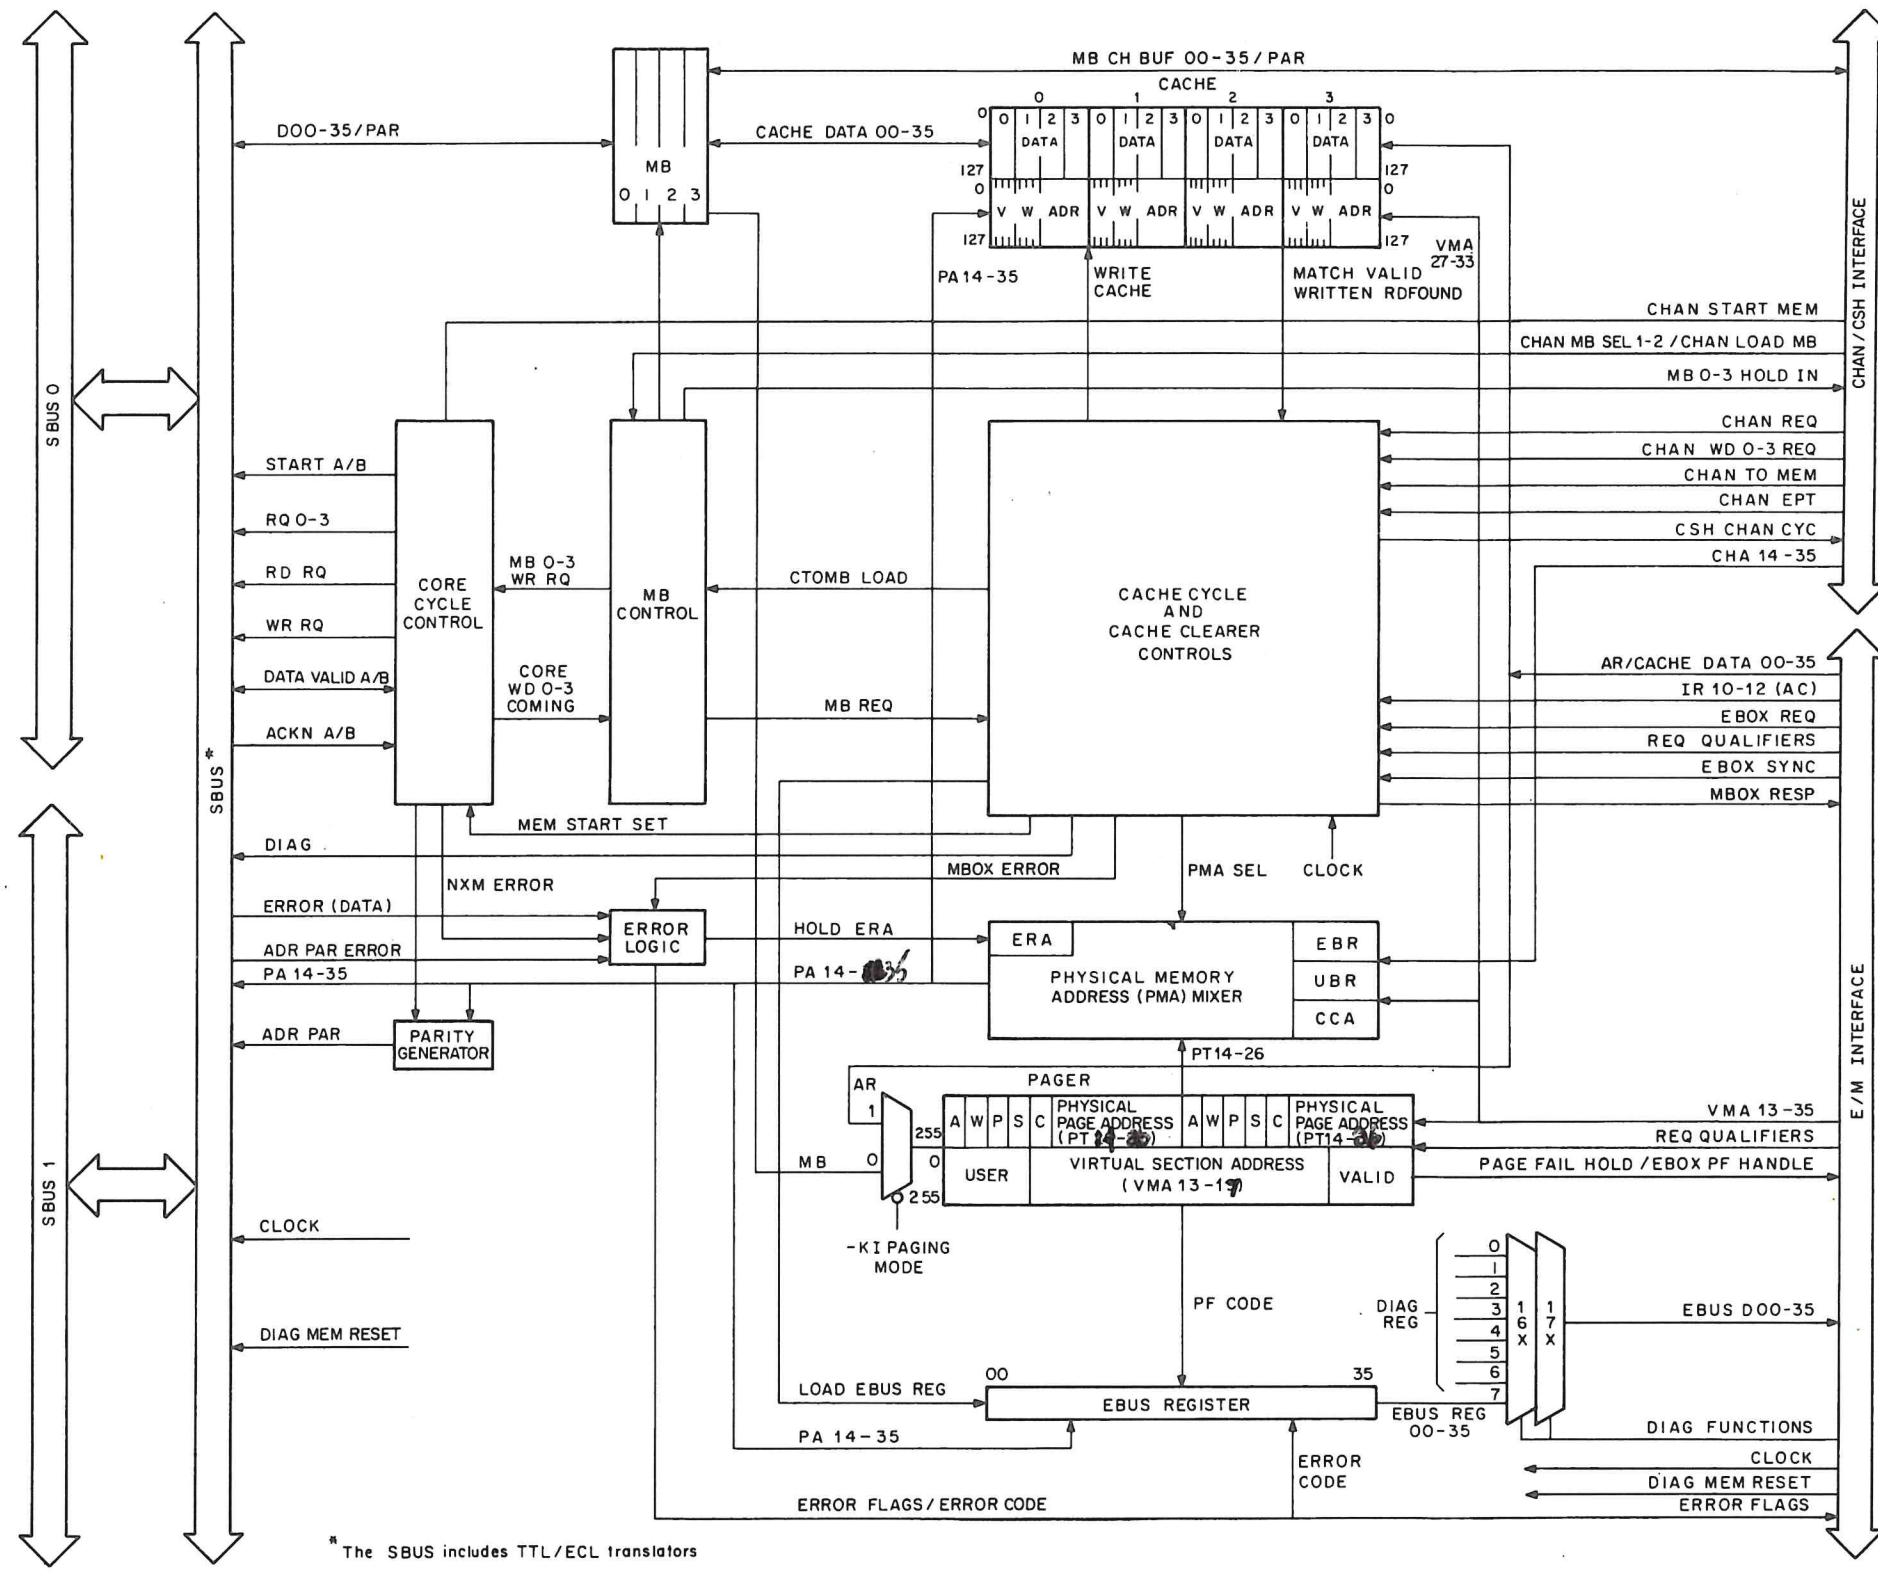 MB CH BUF 00-35/PAR
CACHE
0 1 2 3
D00-35/PAR
CACHE DATA 00-35
MB
0 1 2 3
0 0 1 2 3 0 1 2 3 0 1 2 3 0 1 2 3 0
DATA DATA DATA DATA
127 127
0 0
V W ADR V W ADR V W ADR V W ADR
127 127
VMA
27-33
PA 14-35
WRITE
CACHE
MATCH VALID
WRITTEN RDFOUND
CHAN START MEM
CHAN MB SEL 1-2/CHAN LOAD MB
MB 0-3 HOLD IN
CHAN REQ
CHAN WD 0-3 REQ
CHAN TO MEM
CHAN EPT
CSH CHAN CYC
CHA 14-35
CHAN/CSH INTERFACE
SBUS 0
SBUS 1
SBUS*
START A/B
RQ 0-3
RD RQ
WR RQ
DATA VALID A/B
ACKN A/B
CORE
CYCLE
CONTROL
MB 0-3
WR RQ
CORE
WD 0-3
COMING
MB
CONTROL
CTOMB LOAD
MB REQ
CACHE CYCLE
AND
CACHE CLEARER
CONTROLS
AR/CACHE DATA 00-35
IR 10-12 (AC)
EBOX REQ
REQ QUALIFIERS
EBOX SYNC
MBOX RESP
MEM START SET
DIAG
MBOX ERROR
NXM ERROR
PMA SEL
CLOCK
ERROR (DATA)
ADR PAR ERROR
PA 14-35
ADR PAR
ERROR
LOGIC
HOLD ERA
PA 14-35
ERA
PHYSICAL MEMORY
ADDRESS (PMA) MIXER
EBR
UBR
CCA
PARITY
GENERATOR
PT14-26
AR
PAGER
1
0
MB
255
0
255
A W P S C
PHYSICAL
PAGE ADDRESS
(PT
A W P S C
PHYSICAL
PAGE ADDRESS
(PT14-
USER
VIRTUAL SECTION ADDRESS
(VMA 13-17)
VALID
-KI PAGING
MODE
VMA 13-35
REQ QUALIFIERS
PAGE FAIL HOLD/EBOX PF HANDLE
E/M INTERFACE
CLOCK
DIAG MEM RESET
PF CODE
DIAG
REG
0
1
2
3
4
5
6
7
16X
17X
EBUS D00-35
00 35
LOAD EBUS REG
EBUS REGISTER
EBUS REG
00-35
PA 14-35
ERROR
CODE
ERROR FLAGS/ERROR CODE
DIAG FUNCTIONS
CLOCK
DIAG MEM RESET
ERROR FLAGS
* The SBUS includes TTL/ECL translators